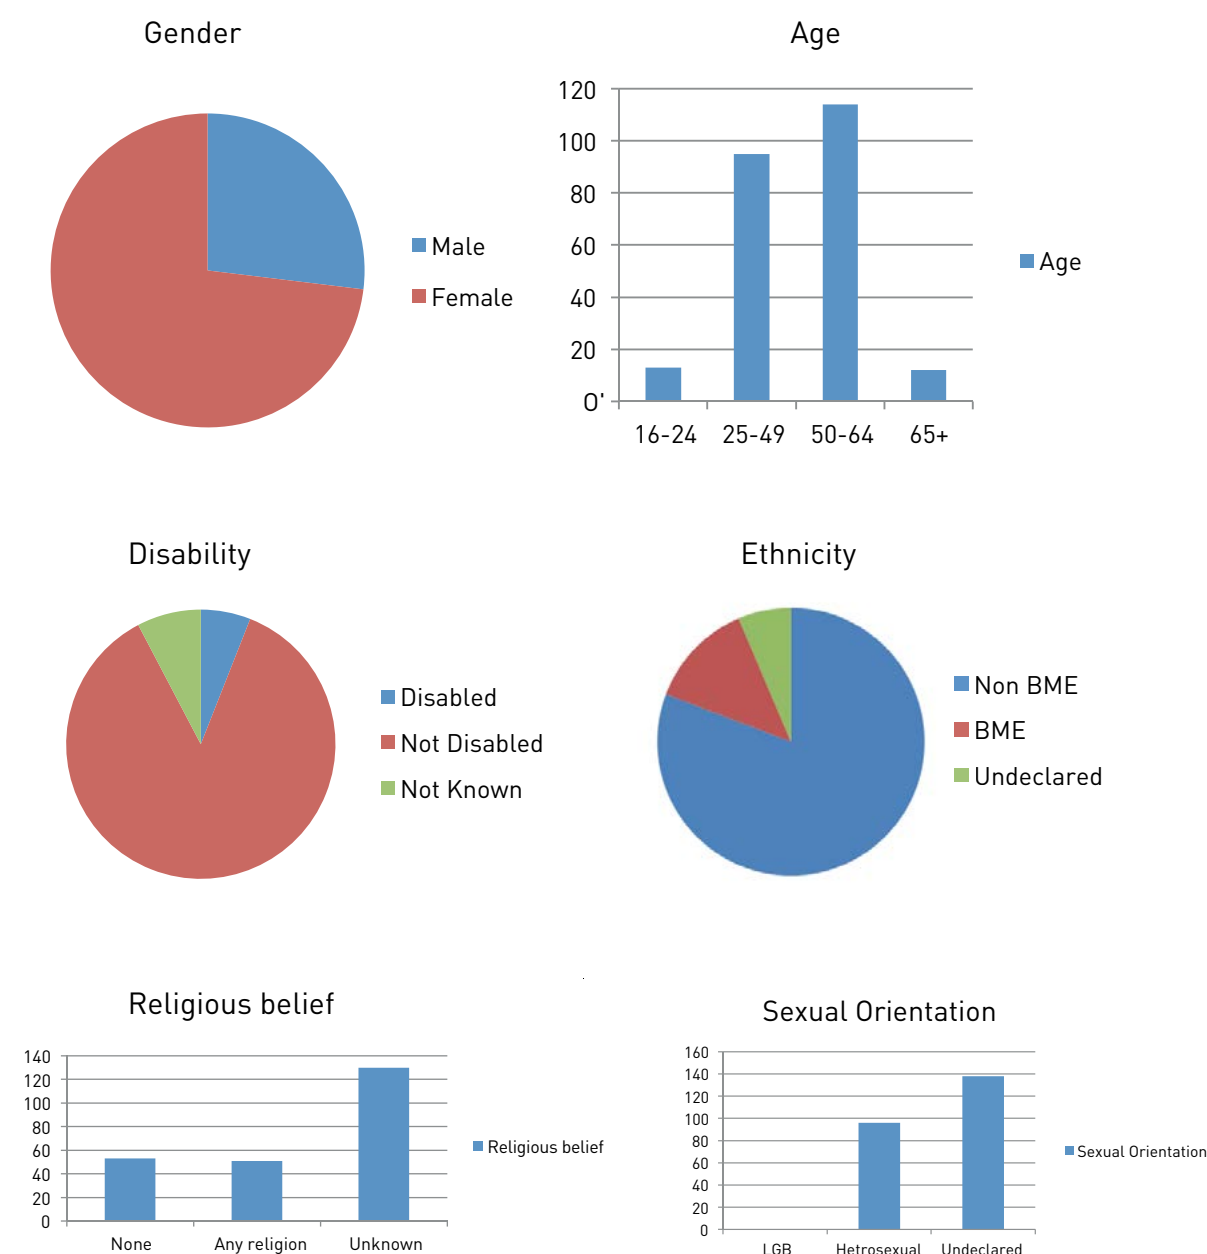 Gender
Male
Female
Age
120
100
80
60
40
20
0'
16-24 25-49 50-64 65+
Age
Disability
Disabled
Not Disabled
Not Known
Ethnicity
Non BME
BME
Undeclared
Religious belief
140
120
100
80
60
40
20
0
None Any religion Unknown
Religious belief
Sexual Orientation
160
140
120
100
80
60
40
20
0
LGB Hetrosexual Undeclared
Sexual Orientation